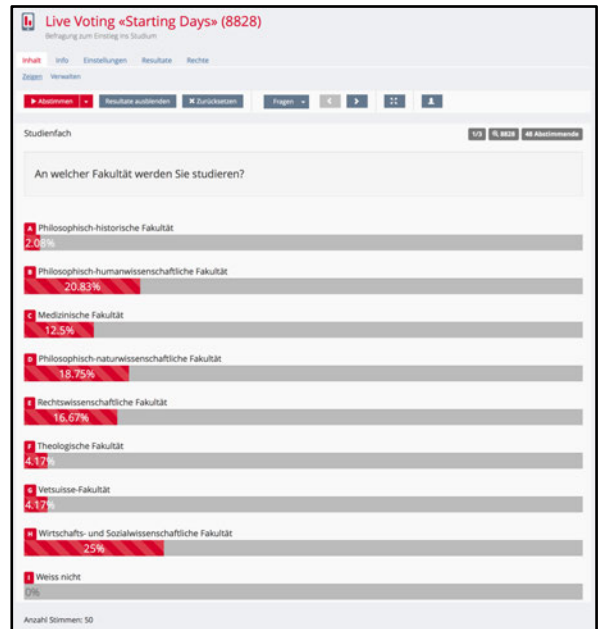 Live Voting «Starting Days» (8828)
Befragung zum Einstieg ins Studium
Inhalt Info Einstellungen Resultate Rechte
Zeigen Verwalten
Abstimmen Resultate ausblenden Zurücksetzen Fragen
Studienfach 1/3 8828 48 Abstimmende
An welcher Fakultät werden Sie studieren?
A Philosophisch-historische Fakultät
2.08%
B Philosophisch-humanwissenschaftliche Fakultät
20.83%
C Medizinische Fakultät
12.5%
D Philosophisch-naturwissenschaftliche Fakultät
18.75%
E Rechtswissenschaftliche Fakultät
16.67%
F Theologische Fakultät
4.17%
G Vetsuisse-Fakultät
4.17%
H Wirtschafts- und Sozialwissenschaftliche Fakultät
25%
I Weiss nicht
0%
Anzahl Stimmen: 50